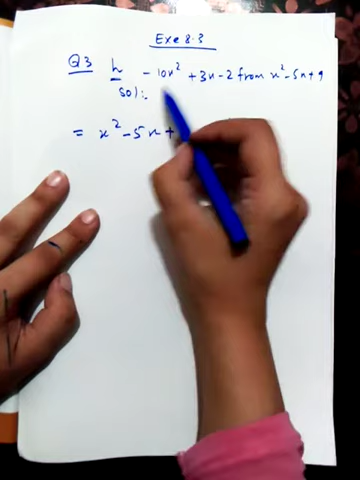 Exe 8.3
Q3 h - 10x² + 3x - 2 from x² - 5x + 9
Sol:
= x² - 5x +